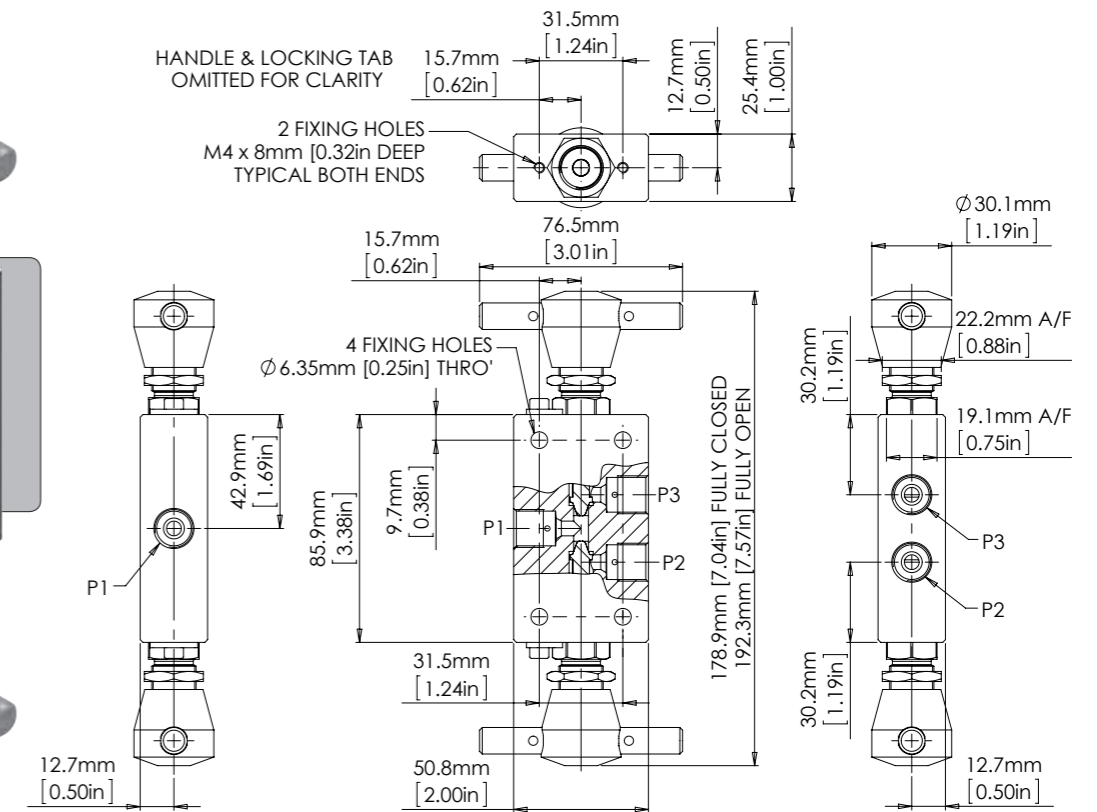 31.5mm
[1.24in]
HANDLE & LOCKING TAB
OMITTED FOR CLARITY
15.7mm
[0.62in]
12.7mm
[0.50in]
25.4mm
[1.00in]
2 FIXING HOLES
M4 x 8mm [0.32in DEEP
TYPICAL BOTH ENDS
76.5mm
[3.01in]
15.7mm
[0.62in]
Ø30.1mm
[1.19in]
4 FIXING HOLES
Ø6.35mm [0.25in] THRO'
22.2mm A/F
[0.88in]
30.2mm
[1.19in]
19.1mm A/F
[0.75in]
42.9mm
[1.69in]
P1
85.9mm
[3.38in]
9.7mm
[0.38in]
P1
P3
P2
178.9mm [7.04in] FULLY CLOSED
192.3mm [7.57in] FULLY OPEN
P3
P2
31.5mm
[1.24in]
30.2mm
[1.19in]
12.7mm
[0.50in]
50.8mm
[2.00in]
12.7mm
[0.50in]